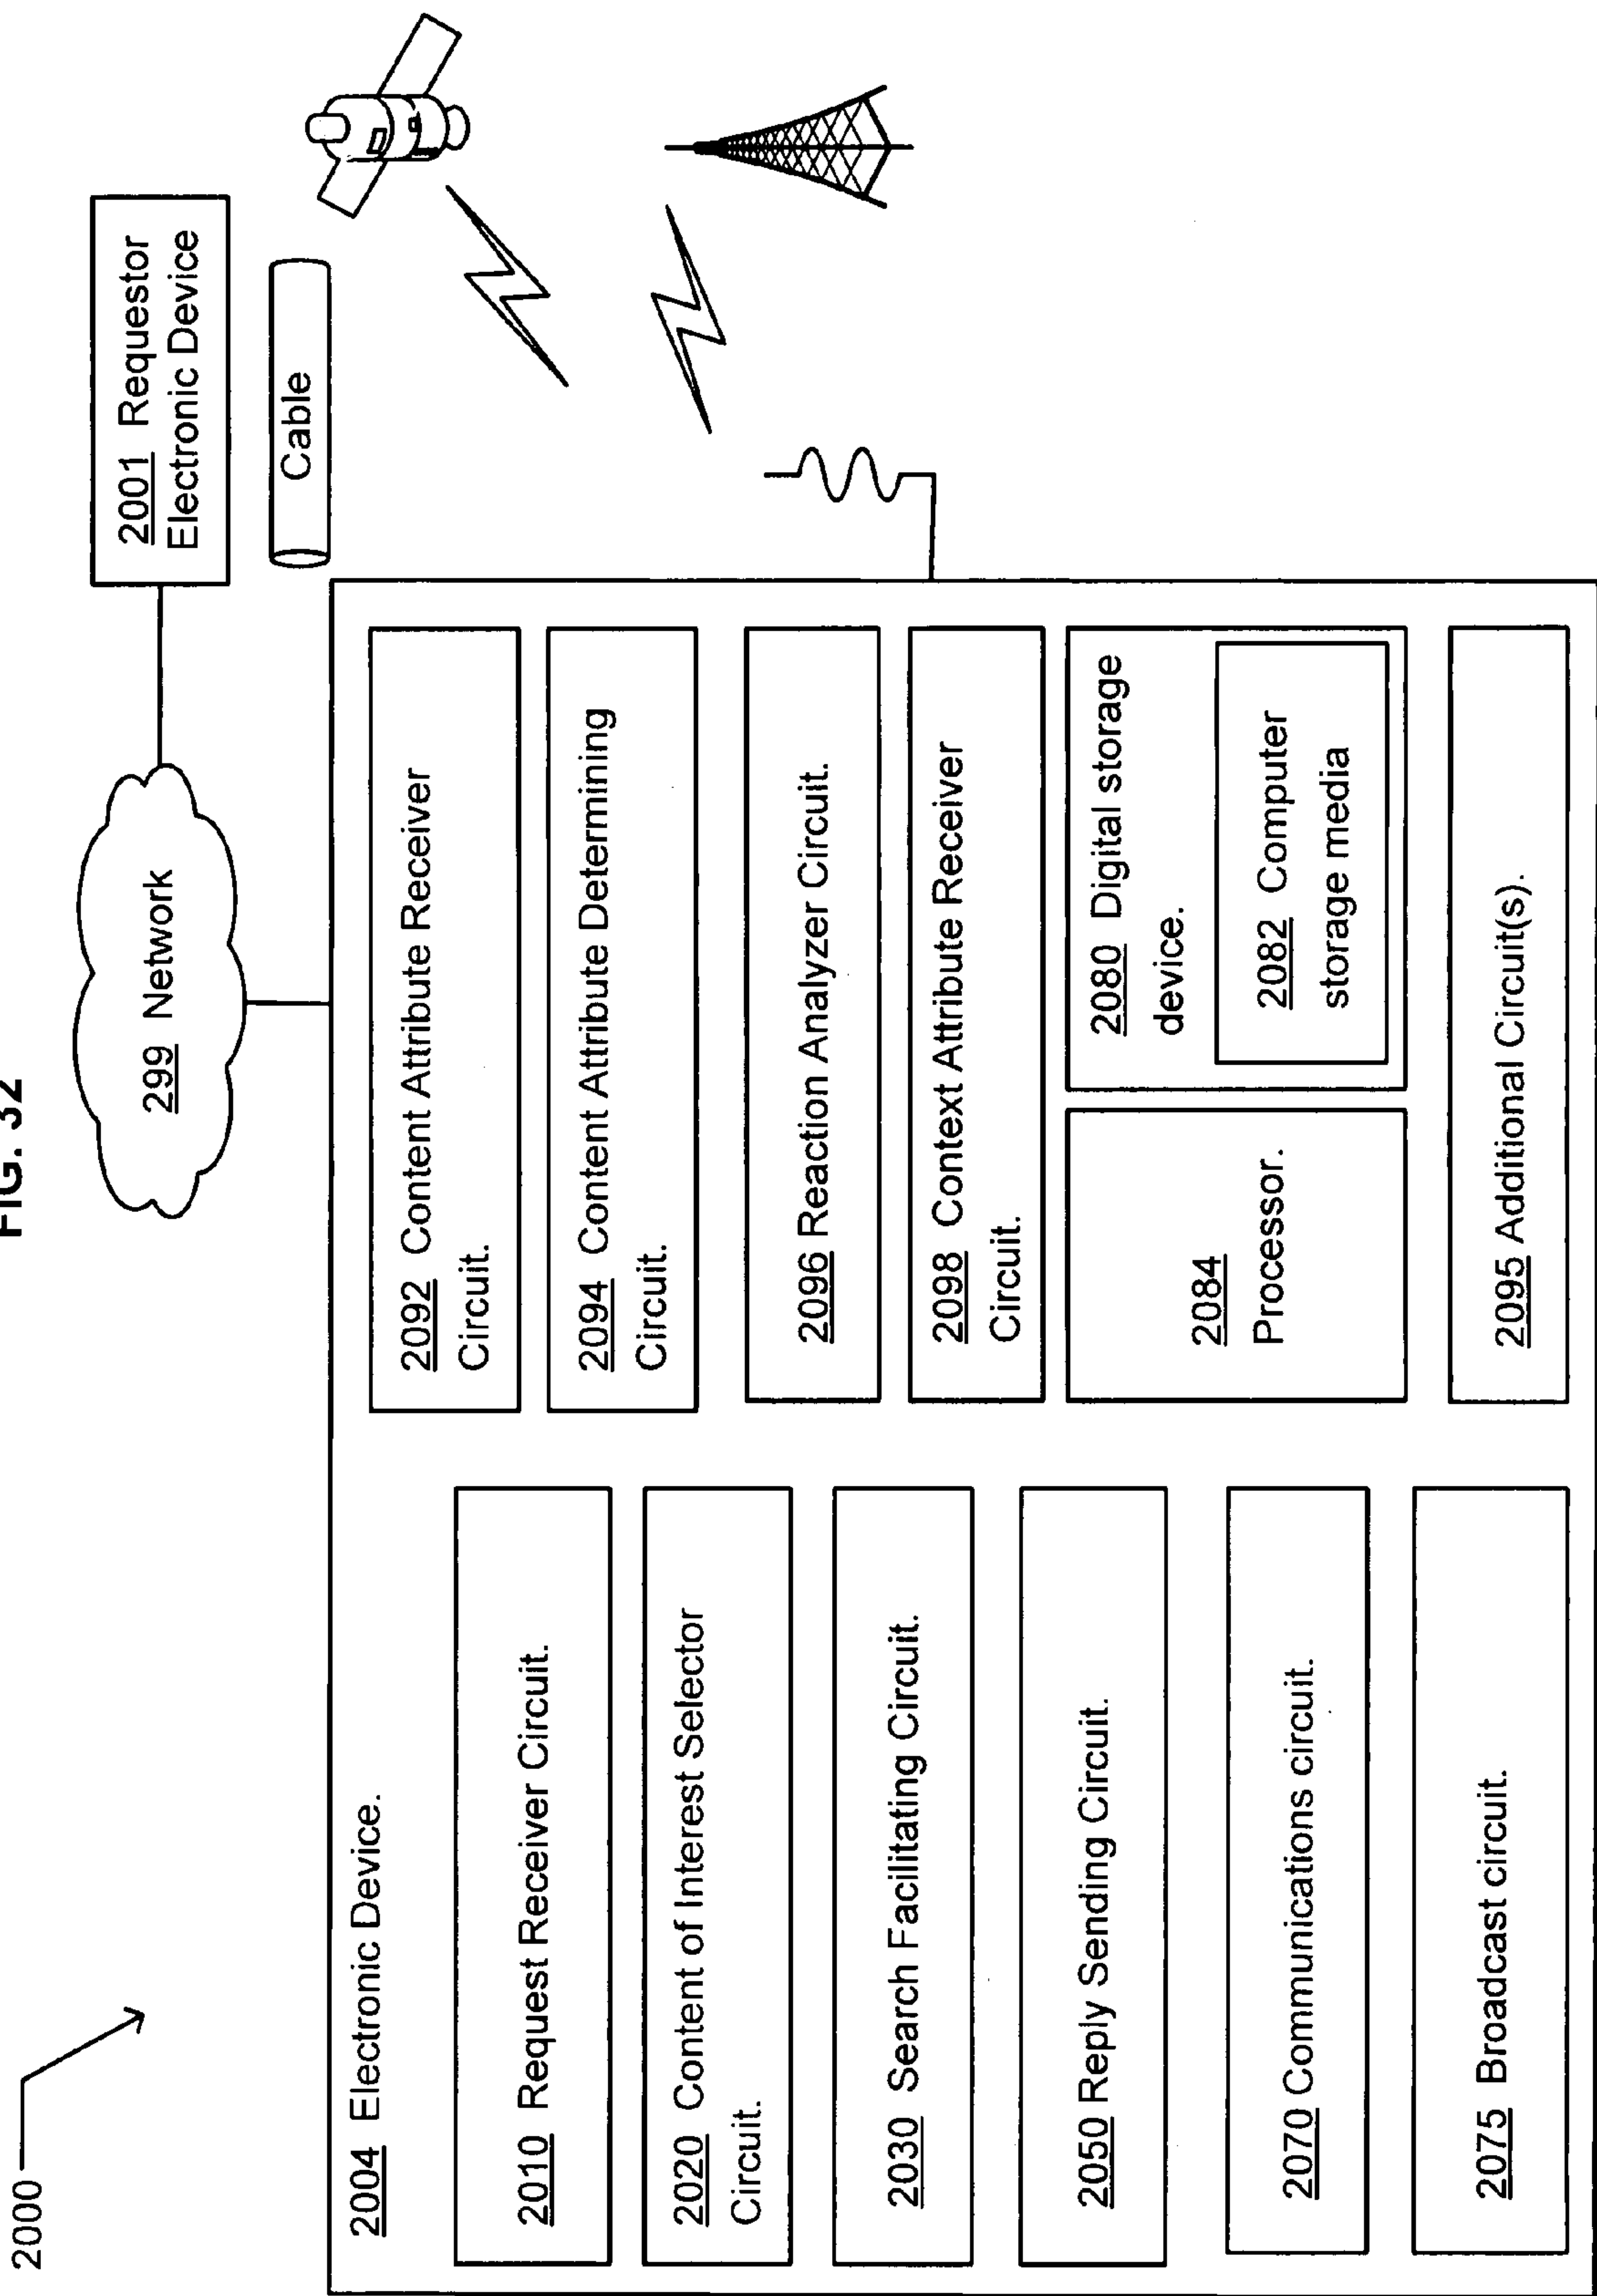 FIG. 32
2000
299 Network
2001 Requestor
Electronic Device
Cable
2004 Electronic Device.
2010 Request Receiver Circuit.
2020 Content of Interest Selector
Circuit.
2030 Search Facilitating Circuit.
2050 Reply Sending Circuit.
2070 Communications circuit.
2075 Broadcast circuit.
2092 Content Attribute Receiver
Circuit.
2094 Content Attribute Determining
Circuit.
2096 Reaction Analyzer Circuit.
2098 Context Attribute Receiver
Circuit.
2084
Processor.
2080 Digital storage
device.
2082 Computer
storage media
2095 Additional Circuit(s).